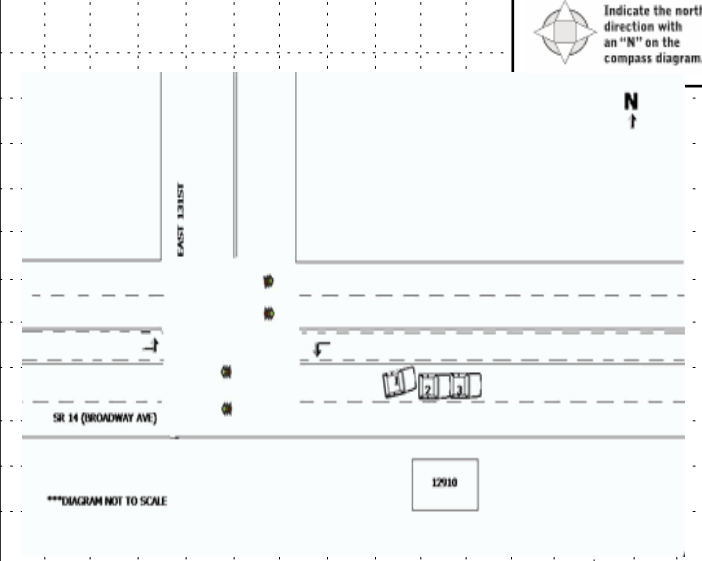 Indicate the north
direction with
an "N" on the
compass diagram.
N
EAST 131ST
1
2
3
SR 14 (BROADWAY AVE)
12910
***DIAGRAM NOT TO SCALE